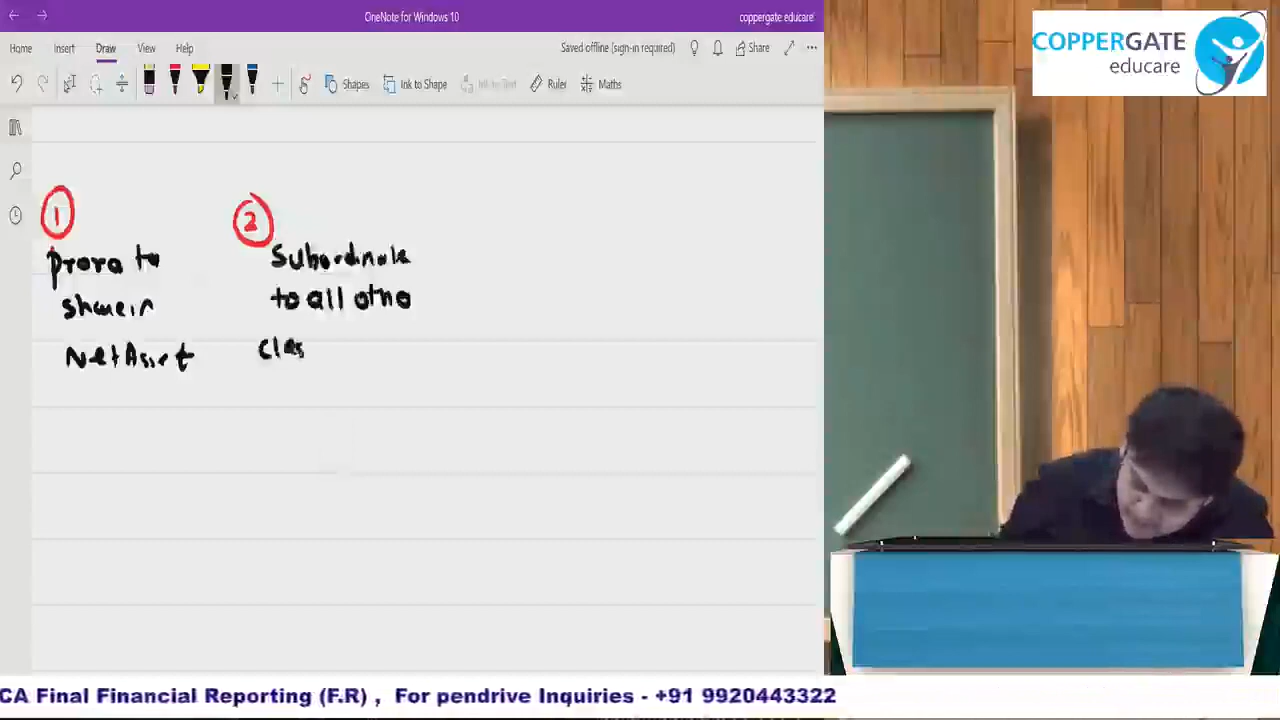 OneNote for Windows 10
coppergate educare
Home Insert Draw View Help
Saved offline (sign-in required) Share
Shapes Ink to Shape Ink to Text Ruler Maths
COPPERGATE
educare
1
2
Prora ta
Subordinate
share in
to all othe
Net Asset
clas
CA Final Financial Reporting (F.R) , For pendrive Inquiries - +91 9920443322